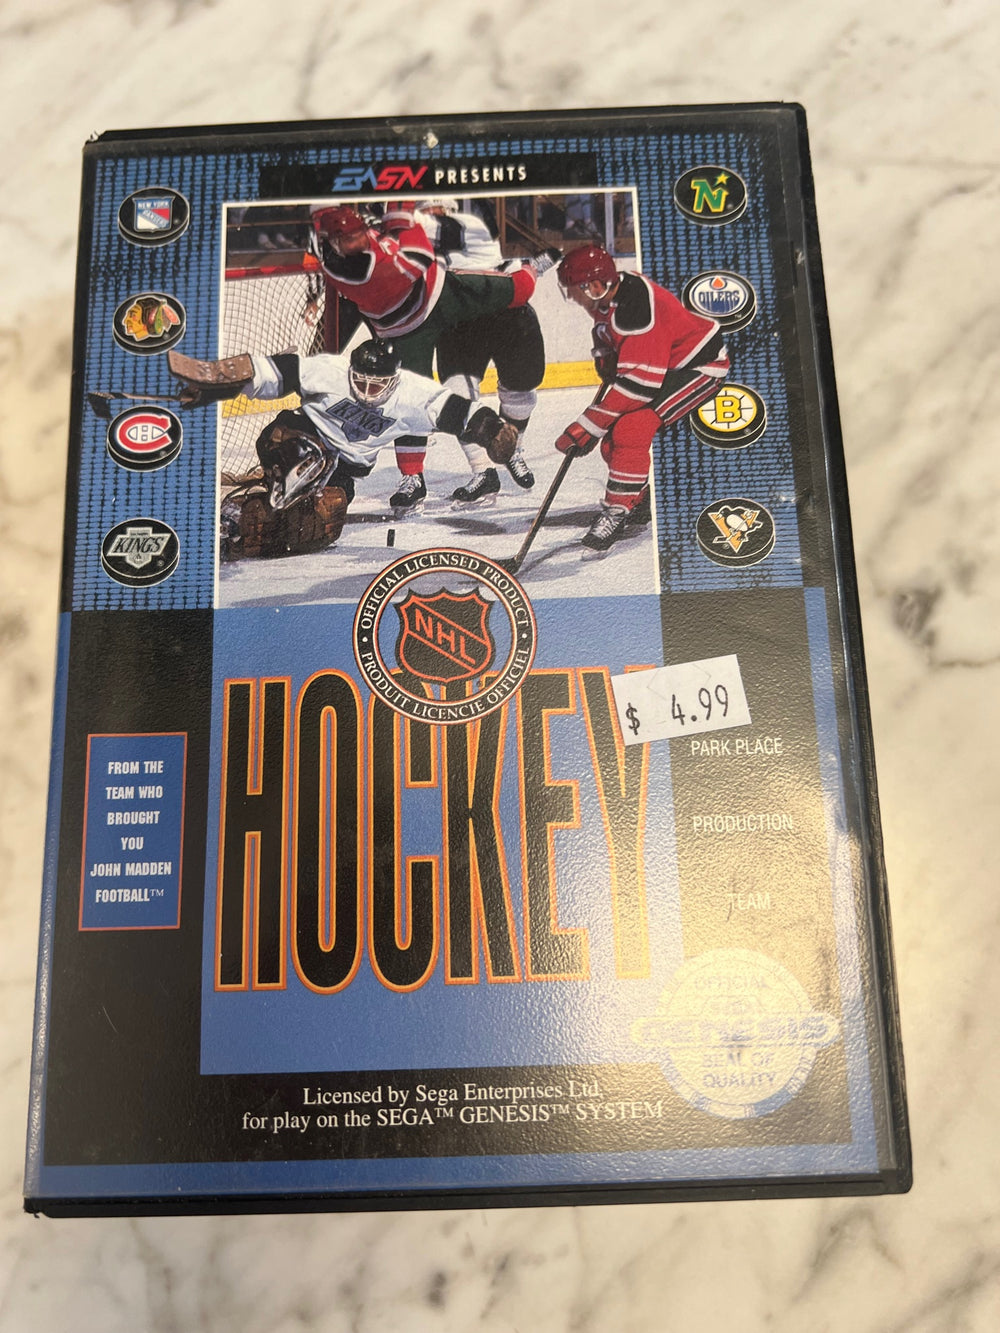 EASN PRESENTS
NEW YORK
RANGERS
N
OILERS
B
KINGS
KINGS
OFFICIAL LICENSED PRODUCT
NHL
PRODUIT LICENCIE OFFICIEL
HOCKEY
$ 4.99
PARK PLACE
PRODUCTION
TEAM
FROM THE
TEAM WHO
BROUGHT
YOU
JOHN MADDEN
FOOTBALL™
OFFICIAL
GENESIS
SEAL OF
QUALITY
Licensed by Sega Enterprises Ltd.
for play on the SEGA™ GENESIS™ SYSTEM